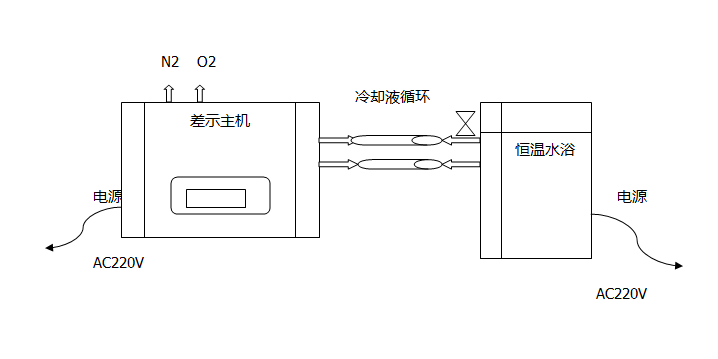 N2 O2
冷却液循环
差示主机
恒温水浴
电源
电源
AC220V
AC220V